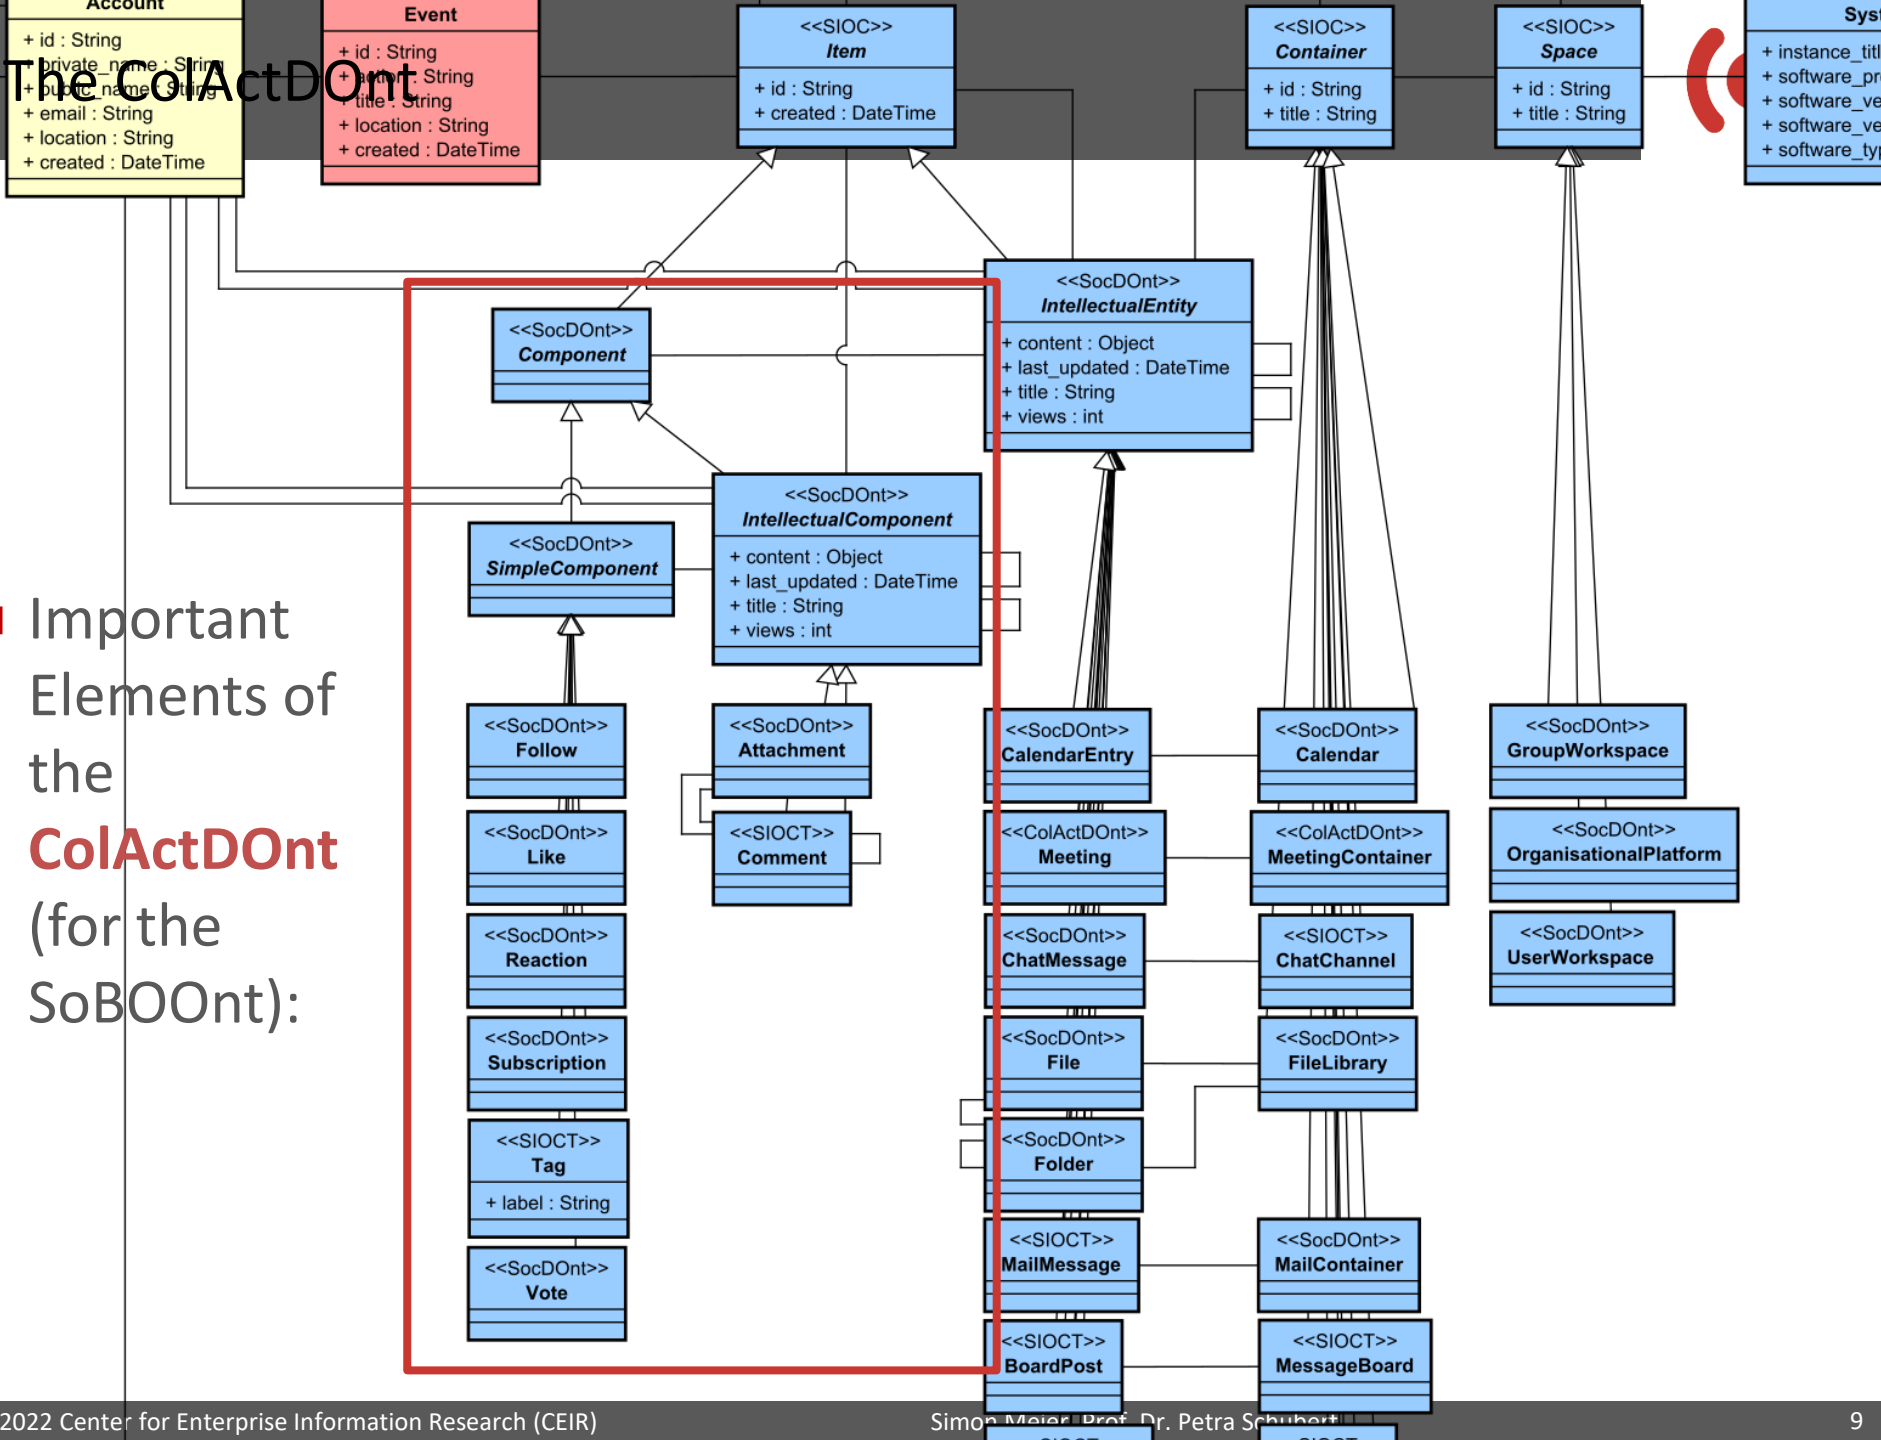 Account
+ id : String
+ private_name : String
+ public_name : String
+ email : String
+ location : String
+ created : DateTime
Event
+ id : String
+ action : String
+ title : String
+ location : String
+ created : DateTime
The ColActDOnt
<<SIOC>>
Item
+ id : String
+ created : DateTime
<<SIOC>>
Container
+ id : String
+ title : String
<<SIOC>>
Space
+ id : String
+ title : String
Syst
+ instance_titl
+ software_pr
+ software_ve
+ software_ve
+ software_typ
Important
Elements of
the
ColActDOnt
(for the
SoBOOnt):
<<SocDOnt>>
Component
<<SocDOnt>>
IntellectualEntity
+ content : Object
+ last_updated : DateTime
+ title : String
+ views : int
<<SocDOnt>>
SimpleComponent
<<SocDOnt>>
IntellectualComponent
+ content : Object
+ last_updated : DateTime
+ title : String
+ views : int
<<SocDOnt>>
Follow
<<SocDOnt>>
Like
<<SocDOnt>>
Reaction
<<SocDOnt>>
Subscription
<<SIOCT>>
Tag
+ label : String
<<SocDOnt>>
Vote
<<SocDOnt>>
Attachment
<<SIOCT>>
Comment
<<SocDOnt>>
CalendarEntry
<<ColActDOnt>>
Meeting
<<SocDOnt>>
ChatMessage
<<SocDOnt>>
File
<<SocDOnt>>
Folder
<<SIOCT>>
MailMessage
<<SIOCT>>
BoardPost
<<SocDOnt>>
Calendar
<<ColActDOnt>>
MeetingContainer
<<SIOCT>>
ChatChannel
<<SocDOnt>>
FileLibrary
<<SocDOnt>>
MailContainer
<<SIOCT>>
MessageBoard
<<SocDOnt>>
GroupWorkspace
<<SocDOnt>>
OrganisationalPlatform
<<SocDOnt>>
UserWorkspace
2022 Center for Enterprise Information Research (CEIR)
Simon Meier, Prof. Dr. Petra Schubert
9